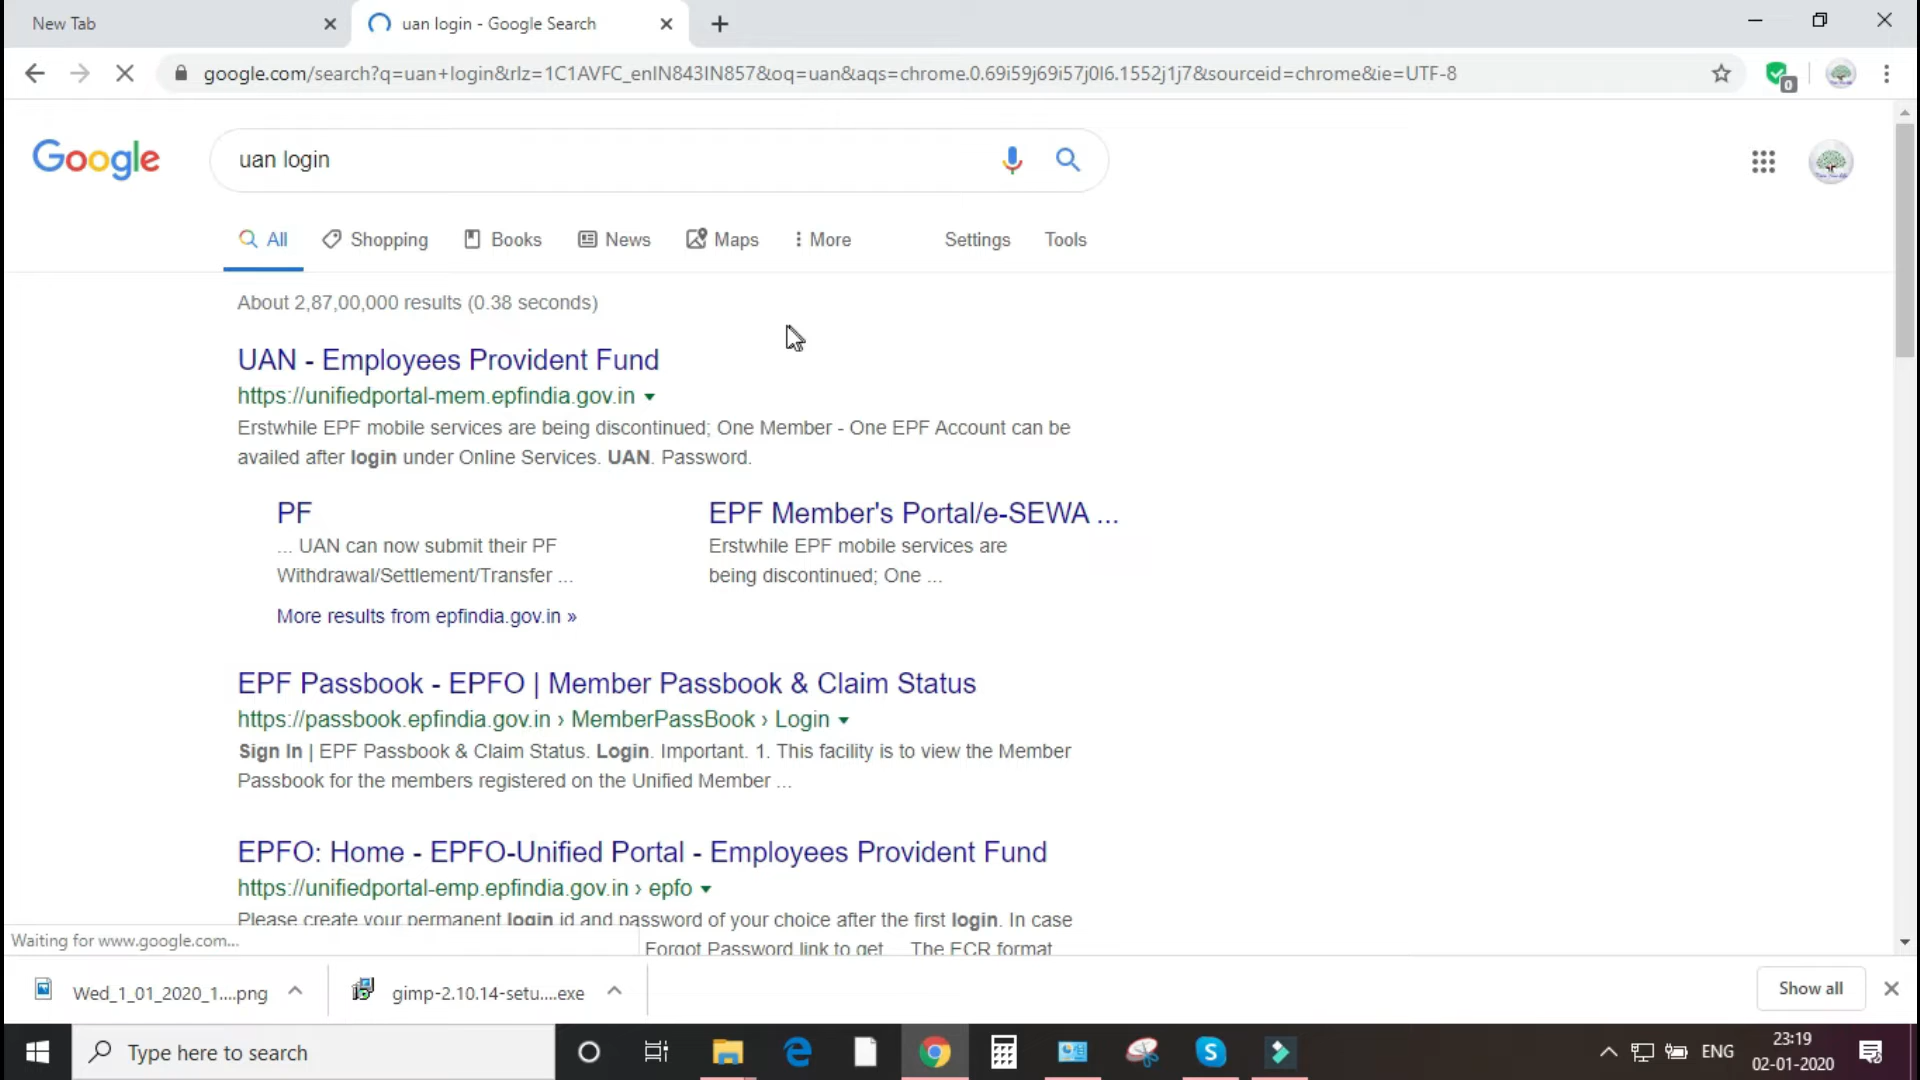 New Tab
uan login - Google Search
google.com/search?q=uan+login&rlz=1C1AVFC_enIN843IN857&oq=uan&aqs=chrome.0.69i59j69i57j0l6.1552j1j7&sourceid=chrome&ie=UTF-8
0
Google
uan login
All Shopping Books News Maps More Settings Tools
About 2,87,00,000 results (0.38 seconds)
UAN - Employees Provident Fund
https://unifiedportal-mem.epfindia.gov.in
Erstwhile EPF mobile services are being discontinued; One Member - One EPF Account can be
availed after login under Online Services. UAN. Password.
PF
... UAN can now submit their PF
Withdrawal/Settlement/Transfer ...
EPF Member's Portal/e-SEWA ...
Erstwhile EPF mobile services are
being discontinued; One ...
More results from epfindia.gov.in »
EPF Passbook - EPFO | Member Passbook & Claim Status
https://passbook.epfindia.gov.in › MemberPassBook › Login
Sign In | EPF Passbook & Claim Status. Login. Important. 1. This facility is to view the Member
Passbook for the members registered on the Unified Member ...
EPFO: Home - EPFO-Unified Portal - Employees Provident Fund
https://unifiedportal-emp.epfindia.gov.in › epfo
Please create your permanent login id and password of your choice after the first login. In case
Forgot Password link to get ... The ECR format
Waiting for www.google.com...
Wed_1_01_2020_1....png
gimp-2.10.14-setu....exe
Show all
Type here to search
ENG
23:19
02-01-2020